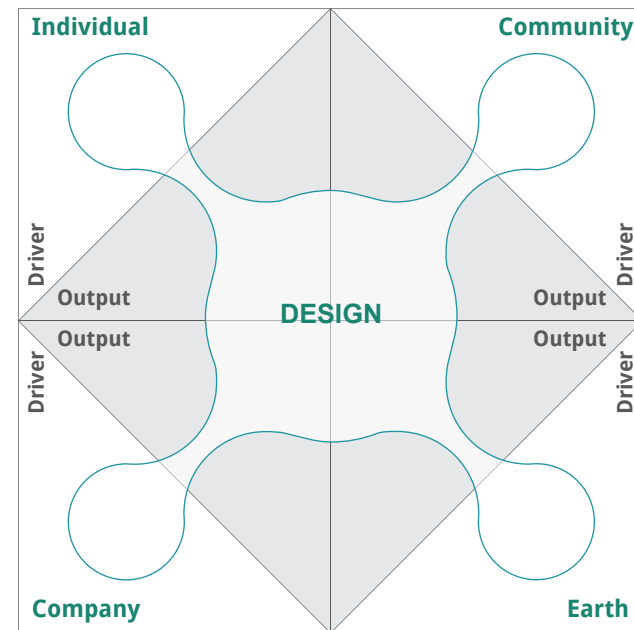 Individual
Community
Driver
Driver
Output
Output
DESIGN
Output
Output
Driver
Driver
Company
Earth